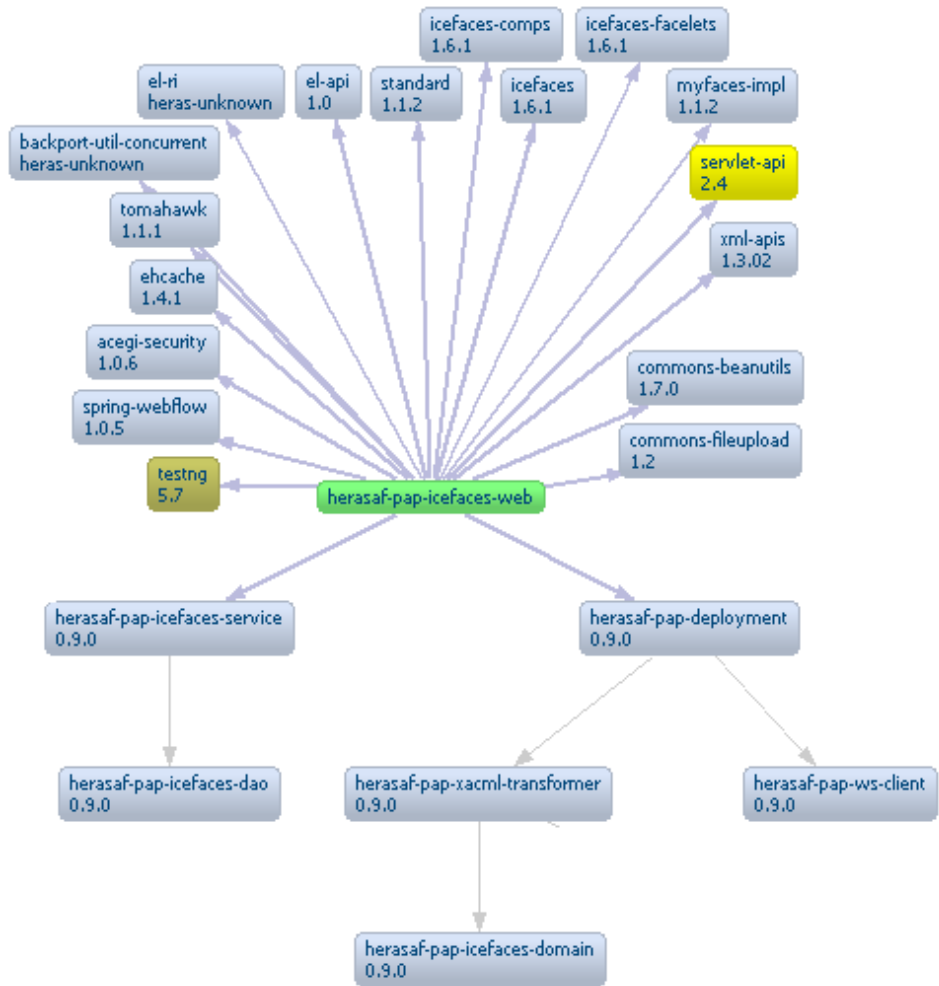 icefaces-comps
1.6.1
icefaces-facelets
1.6.1
el-ri
heras-unknown
el-api
1.0
standard
1.1.2
icefaces
1.6.1
myfaces-impl
1.1.2
backport-util-concurrent
heras-unknown
servlet-api
2.4
tomahawk
1.1.1
xml-apis
1.3.02
ehcache
1.4.1
acegi-security
1.0.6
commons-beanutils
1.7.0
spring-webflow
1.0.5
commons-fileupload
1.2
testng
5.7
herasaf-pap-icefaces-web
herasaf-pap-icefaces-service
0.9.0
herasaf-pap-deployment
0.9.0
herasaf-pap-icefaces-dao
0.9.0
herasaf-pap-xacml-transformer
0.9.0
herasaf-pap-ws-client
0.9.0
herasaf-pap-icefaces-domain
0.9.0